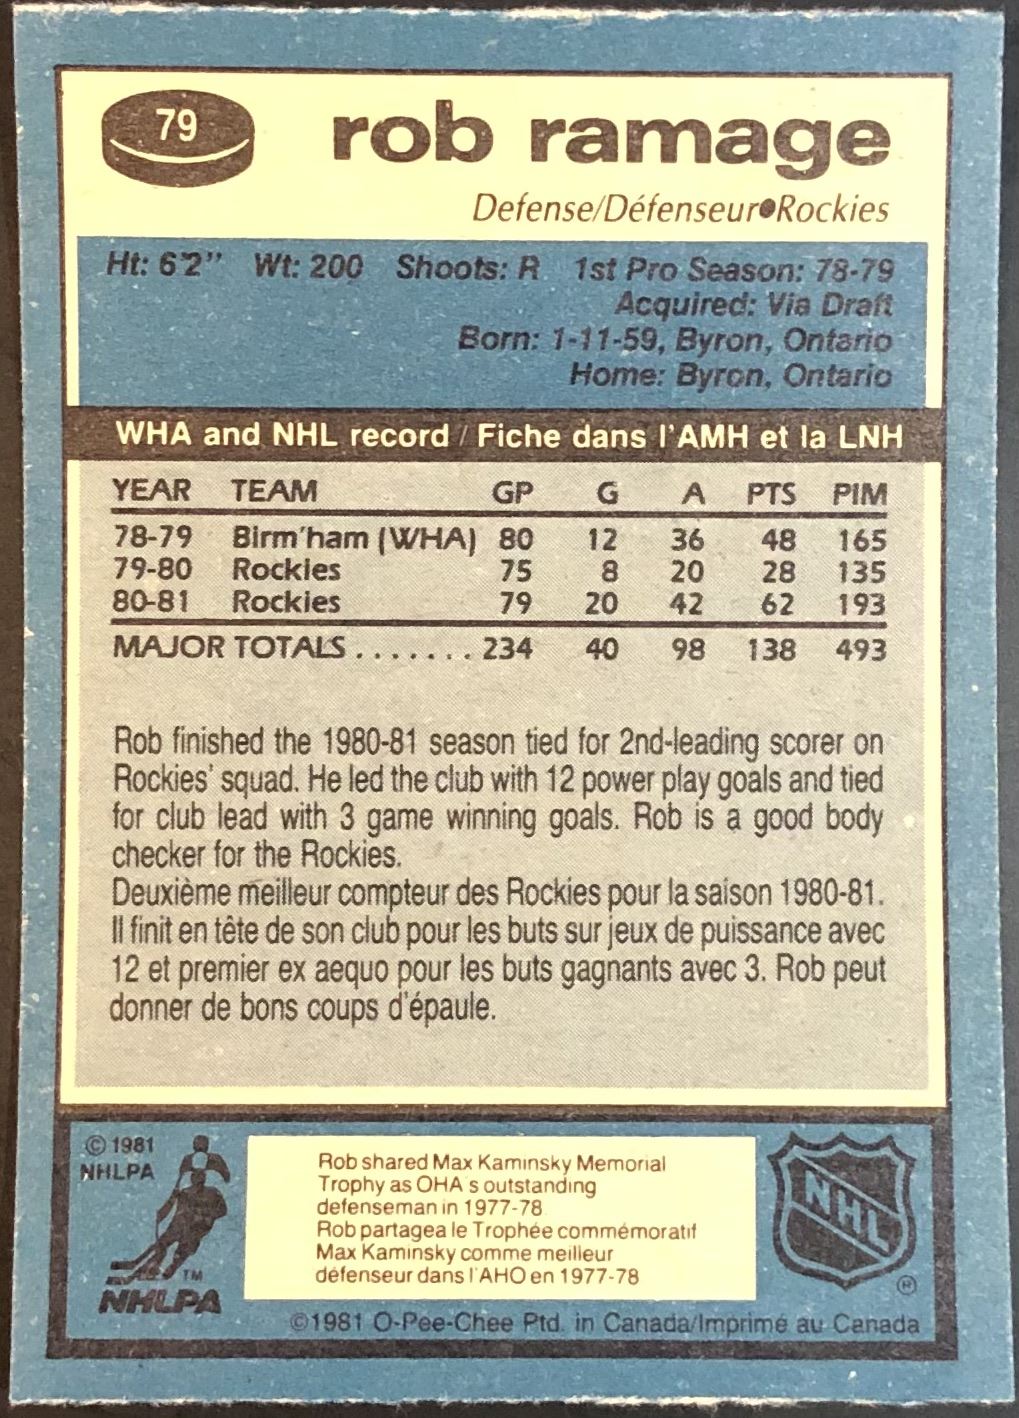 79
rob ramage
Defense/Défenseur●Rockies
Ht: 6'2" Wt: 200 Shoots: R 1st Pro Season: 78-79
Acquired: Via Draft
Born: 1-11-59, Byron, Ontario
Home: Byron, Ontario
WHA and NHL record / Fiche dans l'AMH et la LNH
YEAR TEAM GP G A PTS PIM
78-79 Birm'ham (WHA) 80 12 36 48 165
79-80 Rockies 75 8 20 28 135
80-81 Rockies 79 20 42 62 193
MAJOR TOTALS ....... 234 40 98 138 493
Rob finished the 1980-81 season tied for 2nd-leading scorer on
Rockies' squad. He led the club with 12 power play goals and tied
for club lead with 3 game winning goals. Rob is a good body
checker for the Rockies.
Deuxième meilleur compteur des Rockies pour la saison 1980-81.
Il finit en tête de son club pour les buts sur jeux de puissance avec
12 et premier ex aequo pour les buts gagnants avec 3. Rob peut
donner de bons coups d'épaule.
© 1981
NHLPA
Rob shared Max Kaminsky Memorial
Trophy as OHA s outstanding
defenseman in 1977-78
Rob partagea le Trophée commémoratif
Max Kaminsky comme meilleur
défenseur dans l'AHO en 1977-78
TM
NHLPA
NHL
®
©1981 O-Pee-Chee Ptd. in Canada/Imprimé au Canada